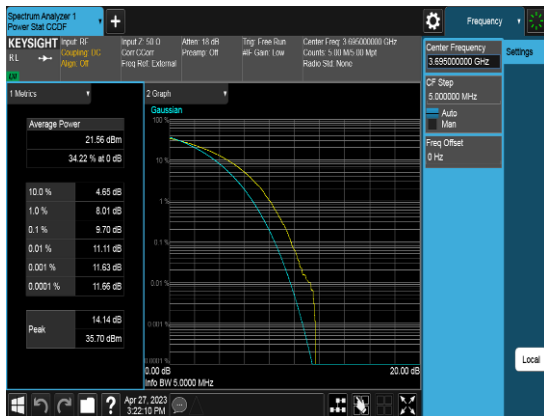 Spectrum Analyzer 1
Power Stat CCDF
Frequency
KEYSIGHT
RL
Input: RF
Coupling: DC
Align: Off
Input Z: 50 Ω
Corr CCorr
Freq Ref: External
Atten: 18 dB
Preamp: Off
Trig: Free Run
#IF Gain: Low
Center Freq: 3.695000000 GHz
Counts: 5.00 M/5.00 Mpt
Radio Std: None
1 Metrics
Average Power
21.56 dBm
34.22 % at 0 dB
10.0 % 4.65 dB
1.0 % 8.01 dB
0.1 % 9.70 dB
0.01 % 11.11 dB
0.001 % 11.63 dB
0.0001 % 11.66 dB
Peak
14.14 dB
35.70 dBm
2 Graph
Gaussian
100 %
10 %
1 %
0.1 %
0.01 %
0.001 %
0.0001 %
0.00 dB
20.00 dB
Info BW 5.0000 MHz
Center Frequency
3.695000000 GHz
Settings
CF Step
5.000000 MHz
Auto
Man
Freq Offset
0 Hz
Local
?
Apr 27, 2023
3:22:10 PM